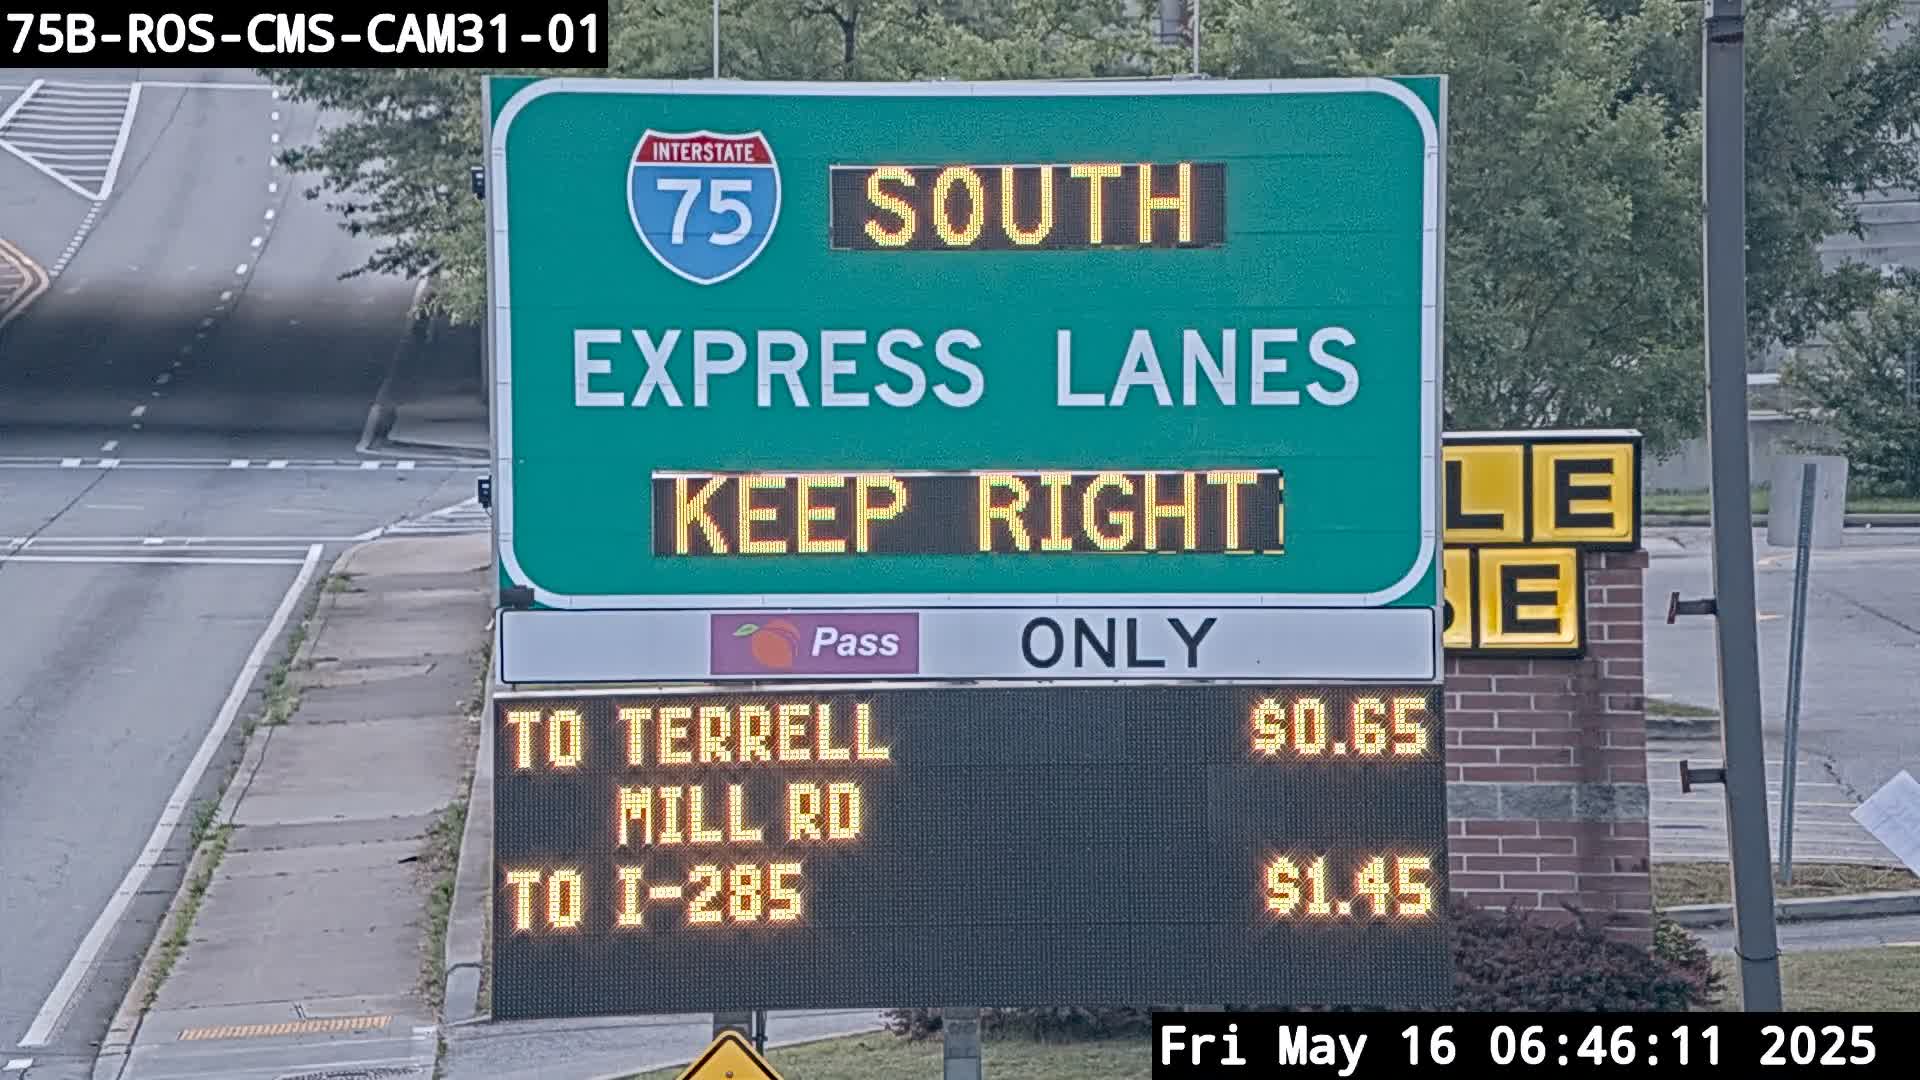 75B-ROS-CMS-CAM31-01
INTERSTATE
75
SOUTH
EXPRESS LANES
KEEP RIGHT
Pass ONLY
TO TERRELL $0.65
MILL RD
TO I-285 $1.45
LE
E
Fri May 16 06:46:11 2025